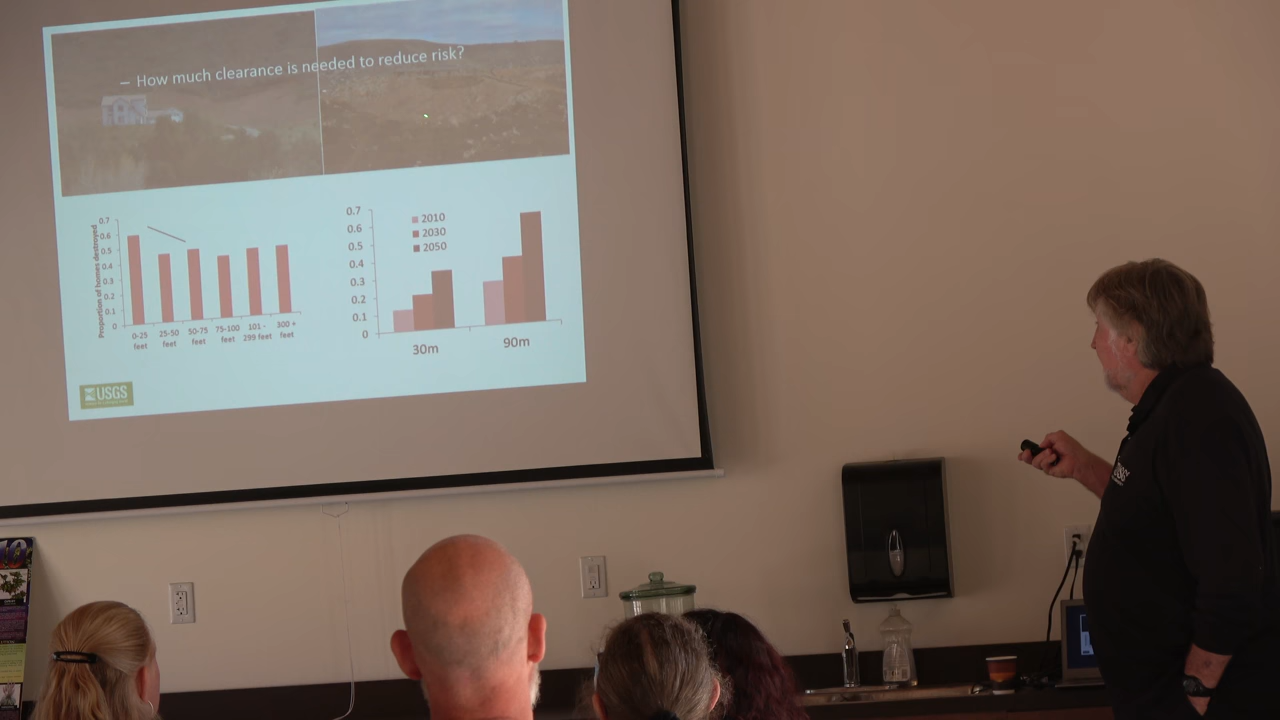 – How much clearance is needed to reduce risk?
Proportion of homes destroyed
0.7
0.6
0.5
0.4
0.3
0.2
0.1
0
0-25 feet
25-50 feet
50-75 feet
75-100 feet
101 - 299 feet
300 + feet
0.7
0.6
0.5
0.4
0.3
0.2
0.1
0
2010
2030
2050
30m
90m
USGS
USGS
10